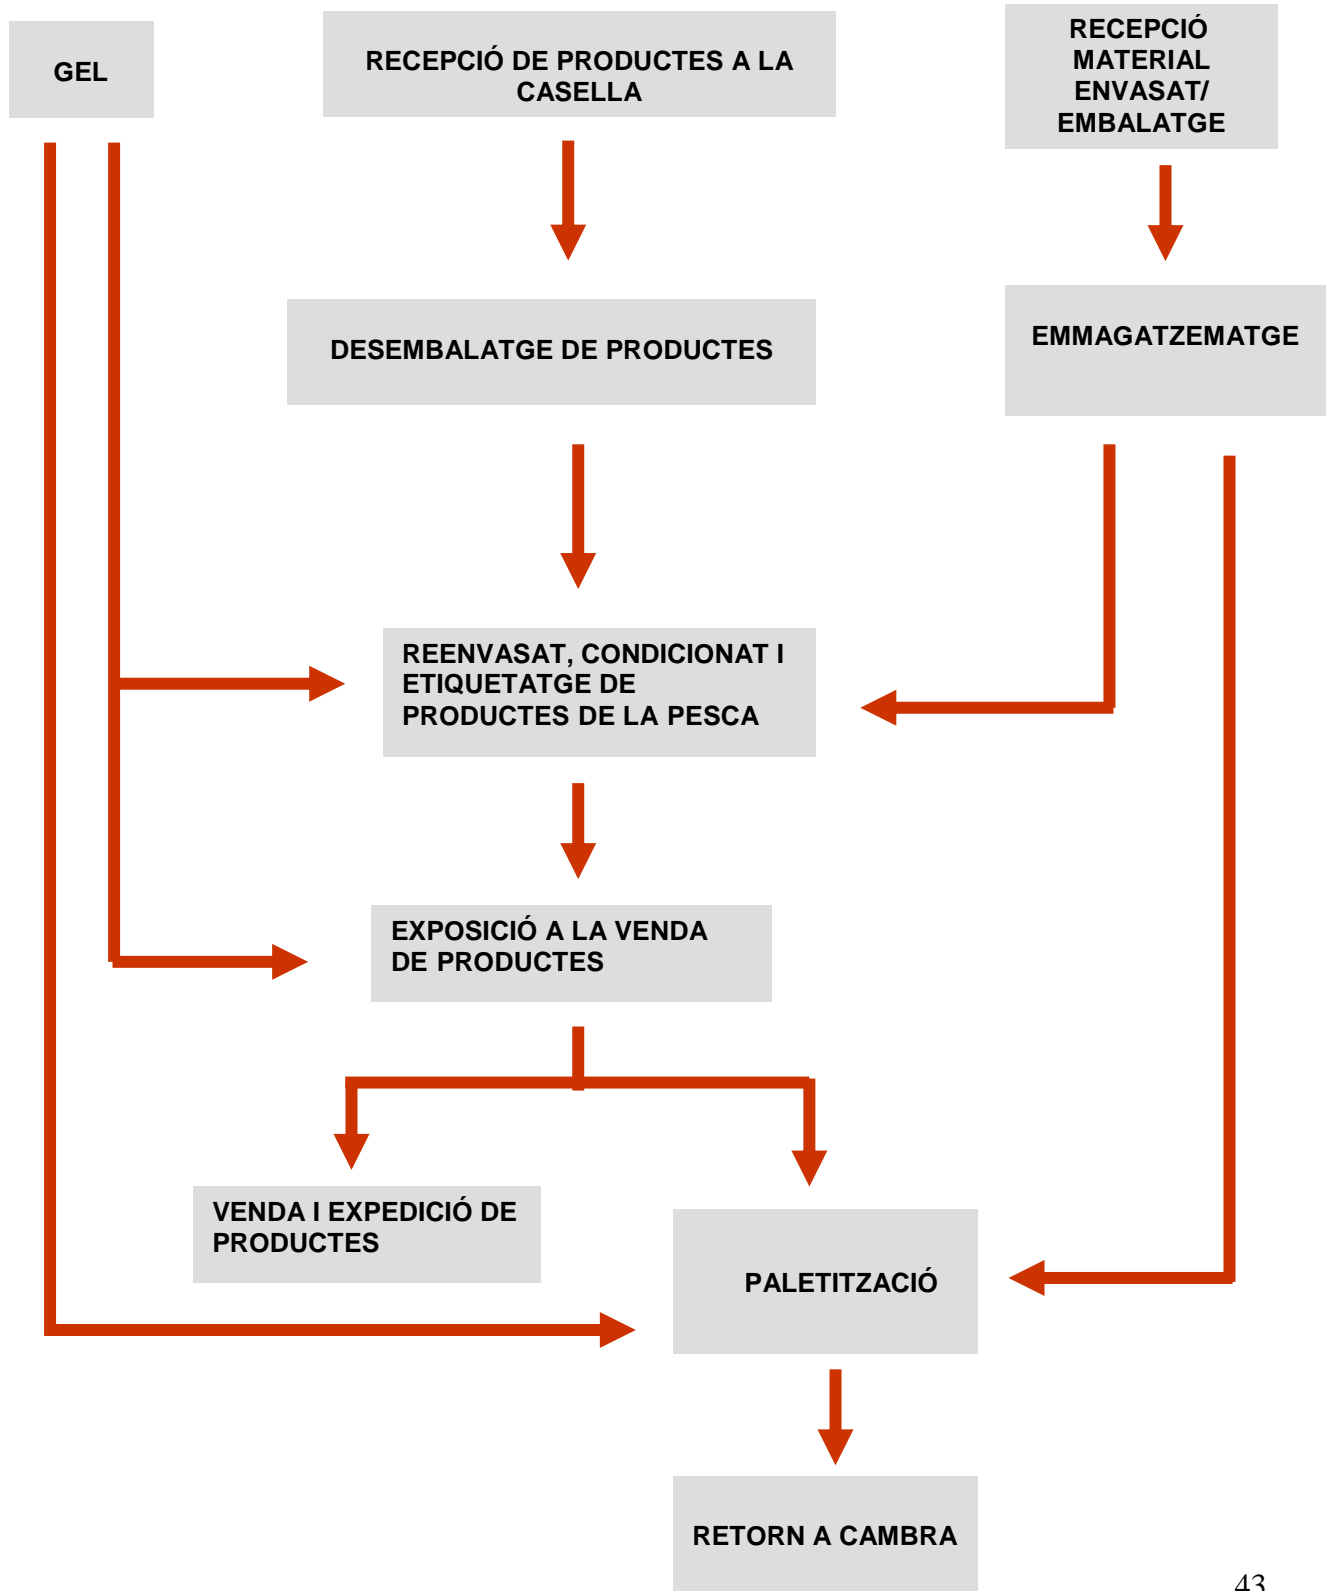 GEL
RECEPCIÓ DE PRODUCTES A LA
CASELLA
RECEPCIÓ
MATERIAL
ENVASAT/
EMBALATGE
DESEMBALATGE DE PRODUCTES
EMMAGATZEMATGE
REENVASAT, CONDICIONAT I
ETIQUETATGE DE
PRODUCTES DE LA PESCA
EXPOSICIÓ A LA VENDA
DE PRODUCTES
VENDA I EXPEDICIÓ DE
PRODUCTES
PALETITZACIÓ
RETORN A CAMBRA
43